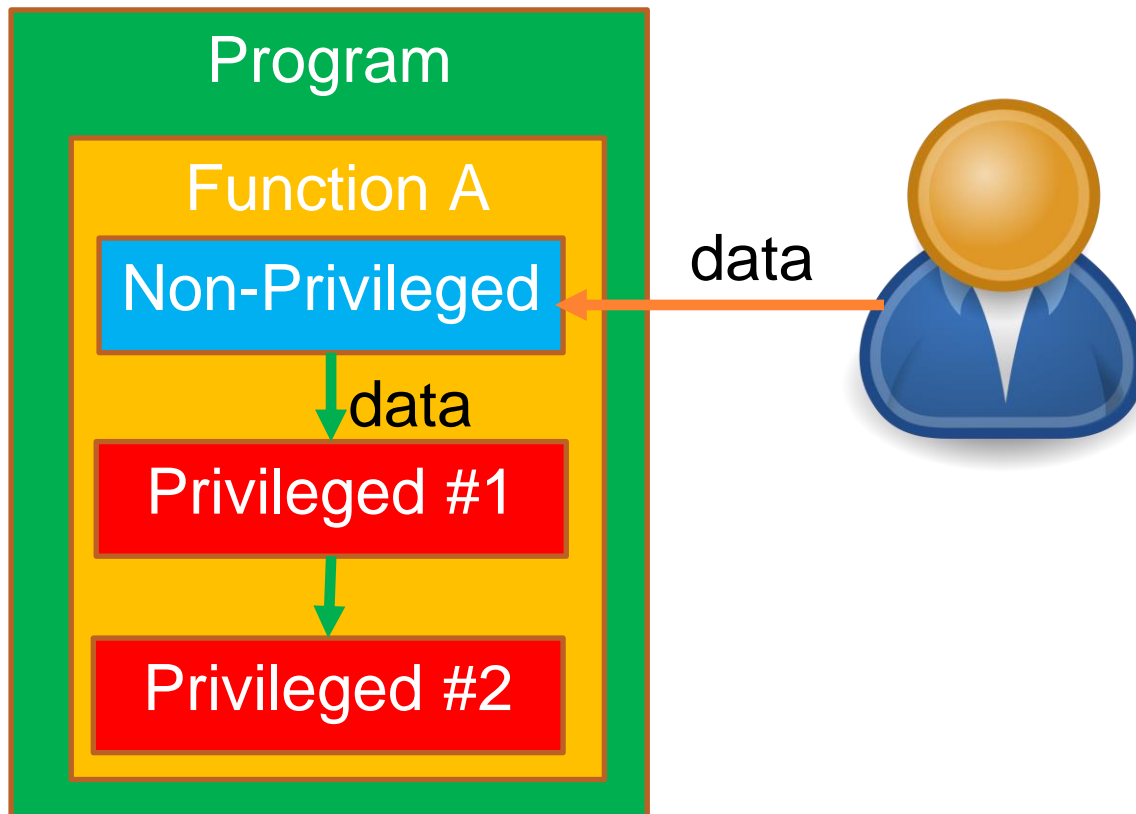 Program
Function A
Non-Privileged
data
data
Privileged #1
Privileged #2